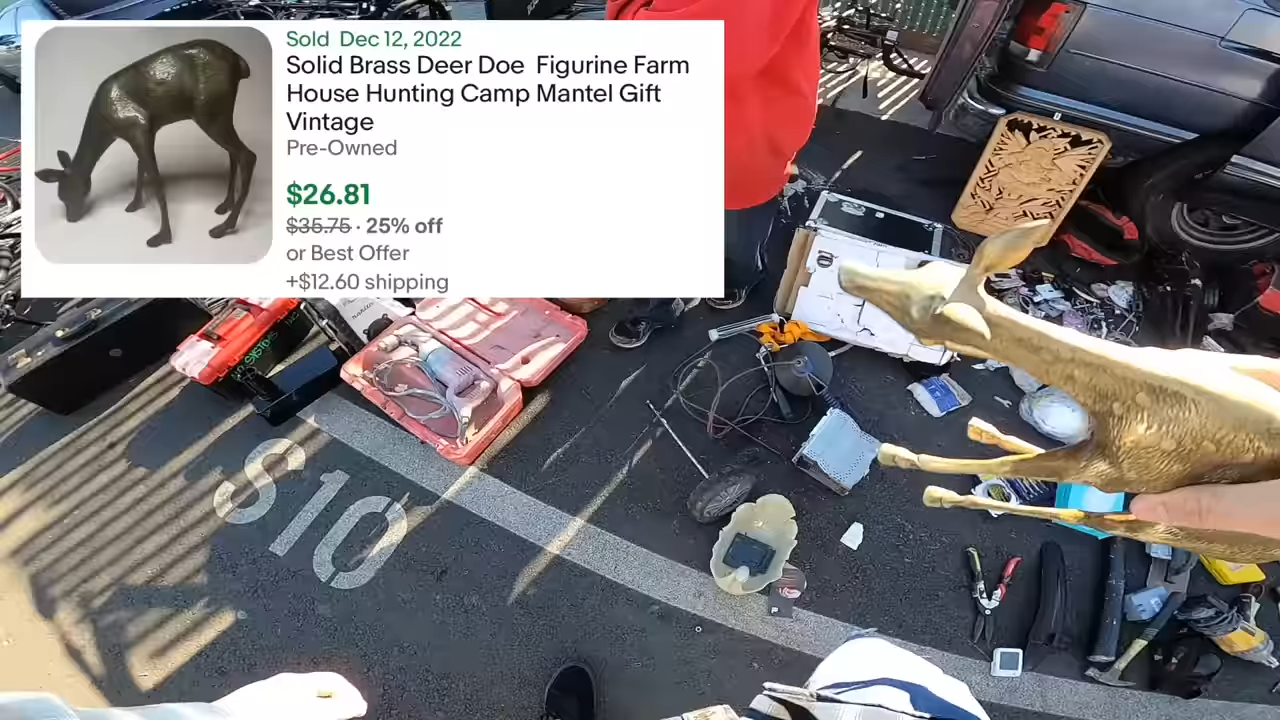 Sold Dec 12, 2022
Solid Brass Deer Doe Figurine Farm
House Hunting Camp Mantel Gift
Vintage
Pre-Owned
$26.81
$35.75 · 25% off
or Best Offer
+$12.60 shipping
S10